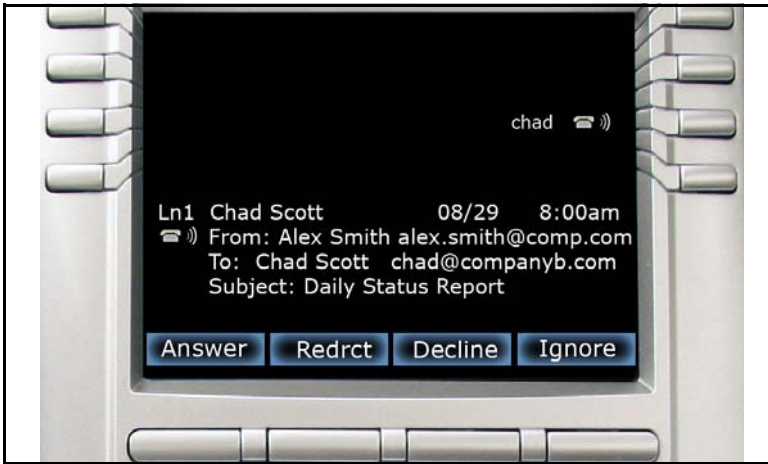 chad
Ln1 Chad Scott 08/29 8:00am
From: Alex Smith alex.smith@comp.com
To: Chad Scott chad@companyb.com
Subject: Daily Status Report
Answer Redrct Decline Ignore